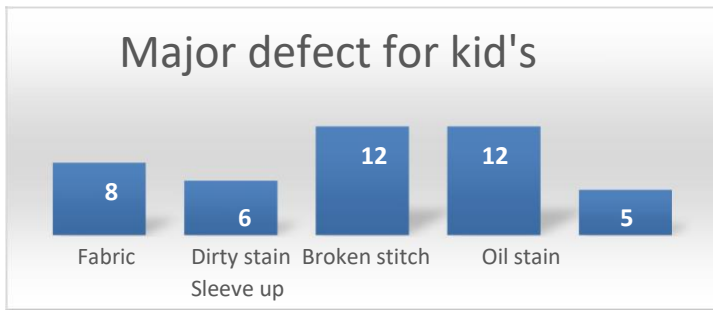 Major defect for kid's
12 12
8
6 5
Fabric Dirty stain Broken stitch Oil stain
Sleeve up